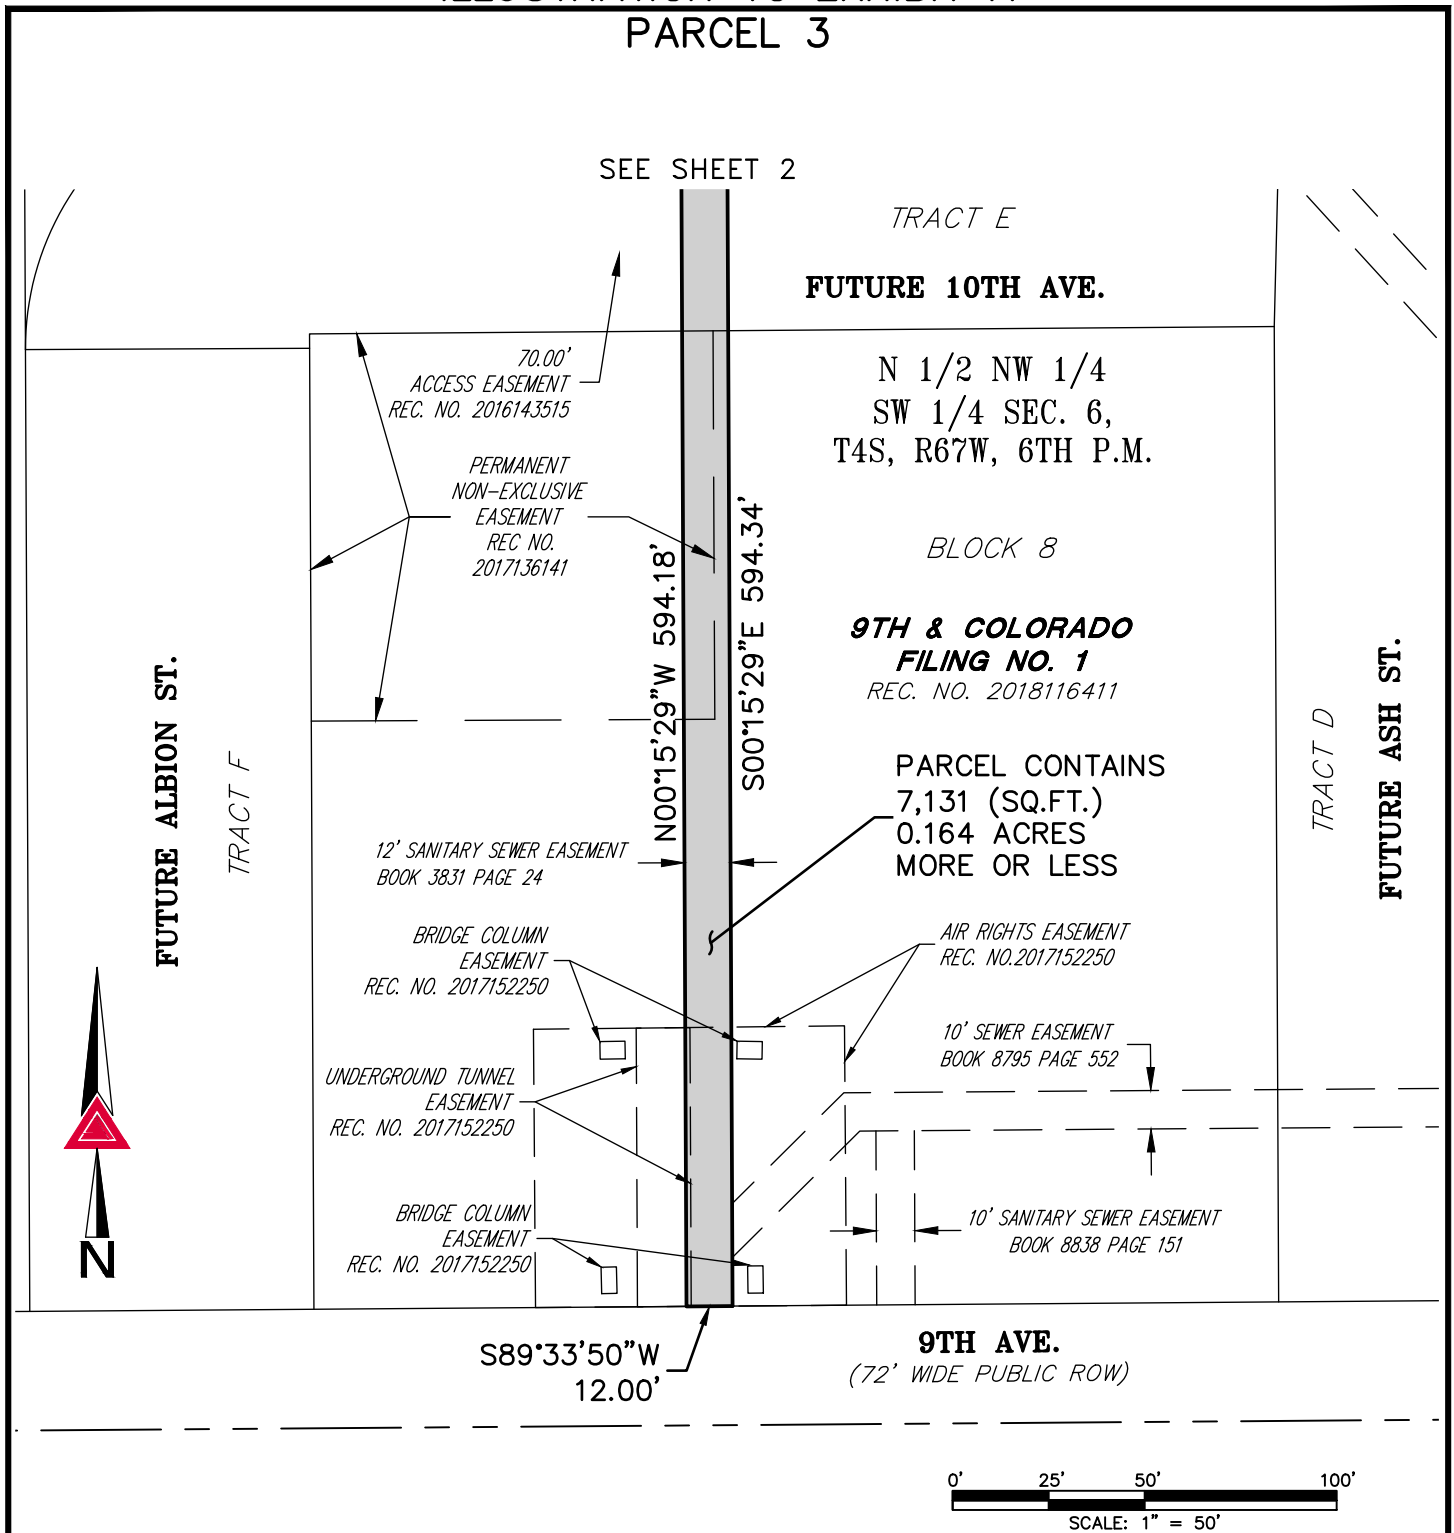 PARCEL 3
SEE SHEET 2
TRACT E
FUTURE 10TH AVE.
70.00'
ACCESS EASEMENT
REC. NO. 2016143515
N 1/2 NW 1/4
SW 1/4 SEC. 6,
T4S, R67W, 6TH P.M.
PERMANENT
NON-EXCLUSIVE
EASEMENT
REC NO.
2017136141
N00°15'29"W 594.18'
S00°15'29"E 594.34'
BLOCK 8
9TH & COLORADO
FILING NO. 1
REC. NO. 2018116411
FUTURE ALBION ST.
TRACT F
TRACT D
FUTURE ASH ST.
PARCEL CONTAINS
7,131 (SQ.FT.)
0.164 ACRES
MORE OR LESS
12' SANITARY SEWER EASEMENT
BOOK 3831 PAGE 24
BRIDGE COLUMN
EASEMENT
REC. NO. 2017152250
AIR RIGHTS EASEMENT
REC. NO.2017152250
10' SEWER EASEMENT
BOOK 8795 PAGE 552
UNDERGROUND TUNNEL
EASEMENT
REC. NO. 2017152250
BRIDGE COLUMN
EASEMENT
REC. NO. 2017152250
10' SANITARY SEWER EASEMENT
BOOK 8838 PAGE 151
N
S89°33'50"W
12.00'
9TH AVE.
(72' WIDE PUBLIC ROW)
0' 25' 50' 100'
SCALE: 1" = 50'